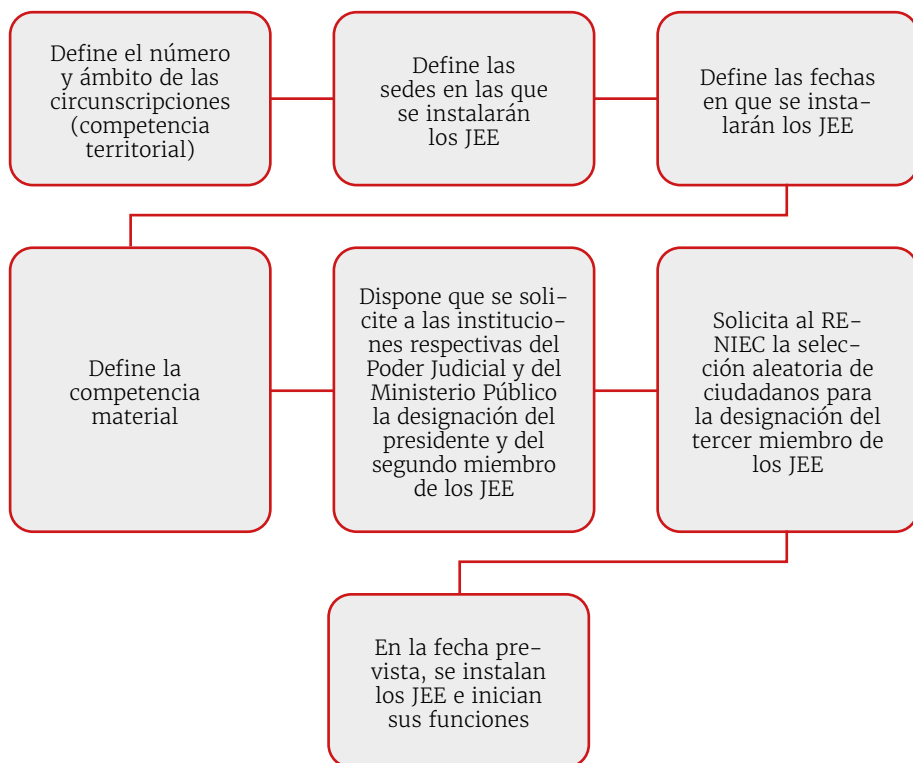 Define el número
y ámbito de las
circunscripciones
(competencia
territorial)
Define las
sedes en las que
se instalarán
los JEE
Define las fechas
en que se insta-
larán los JEE
Define la
competencia
material
Dispone que se soli-
cite a las institucio-
nes respectivas del
Poder Judicial y del
Ministerio Público
la designación del
presidente y del
segundo miembro
de los JEE
Solicita al RE-
NIEC la selec-
ción aleatoria de
ciudadanos para
la designación del
tercer miembro de
los JEE
En la fecha pre-
vista, se instalan
los JEE e inician
sus funciones